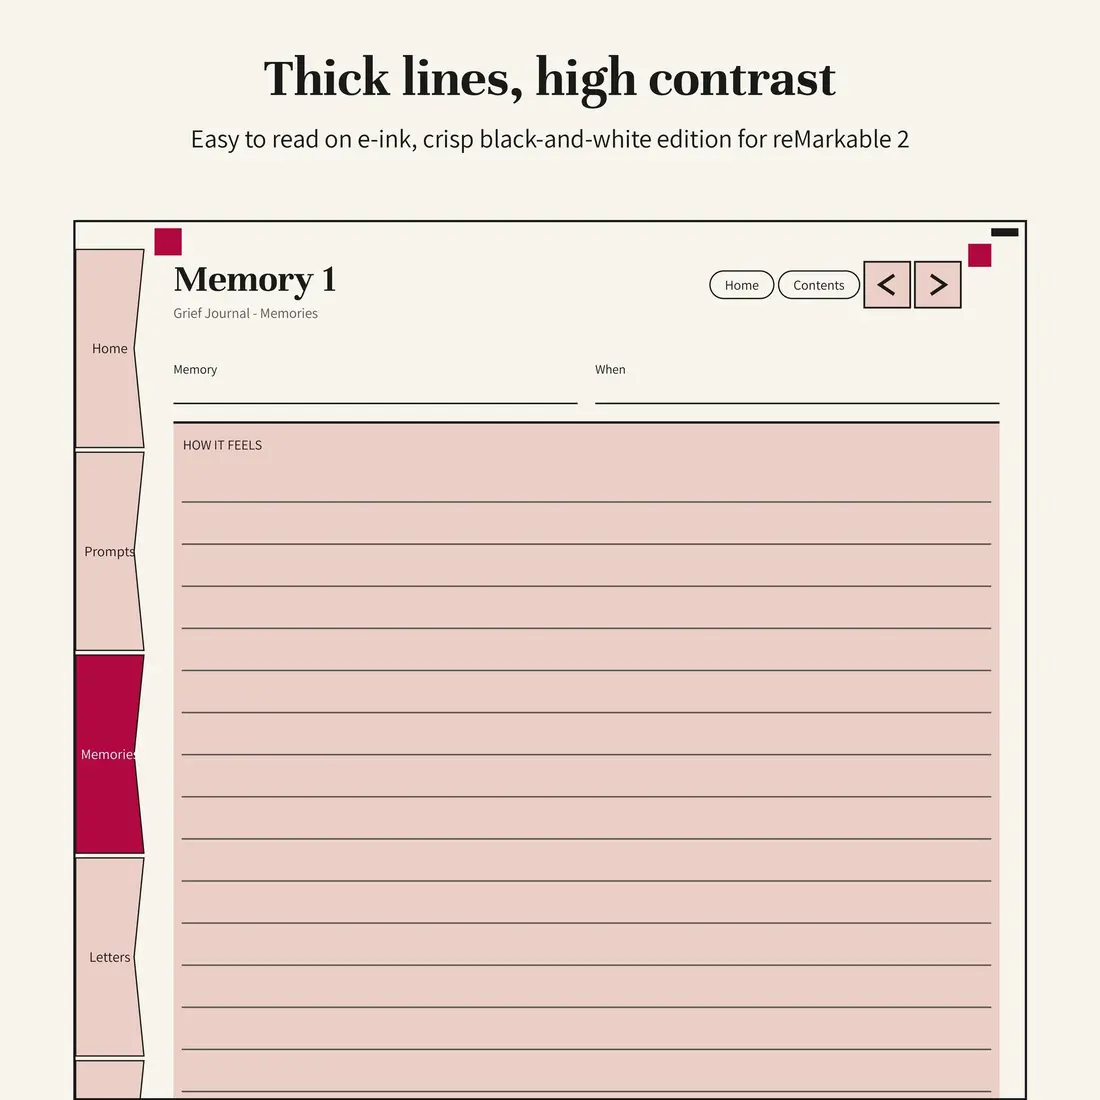 Thick lines, high contrast
Easy to read on e-ink, crisp black-and-white edition for reMarkable 2
Memory 1
Grief Journal - Memories
Home
Contents
<
>
Home
Prompts
Memories
Letters
Memory
When
HOW IT FEELS